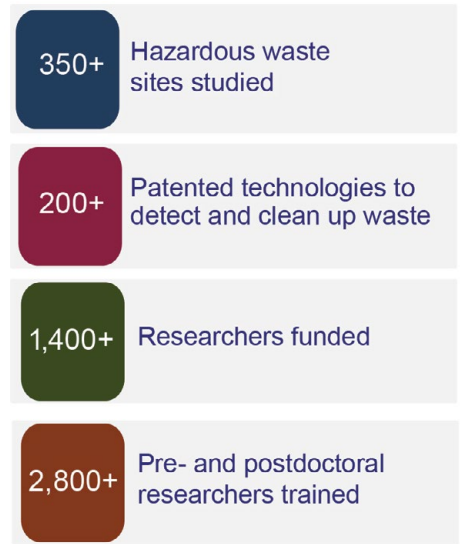 350+
Hazardous waste
sites studied
200+
Patented technologies to
detect and clean up waste
1,400+
Researchers funded
2,800+
Pre- and postdoctoral
researchers trained